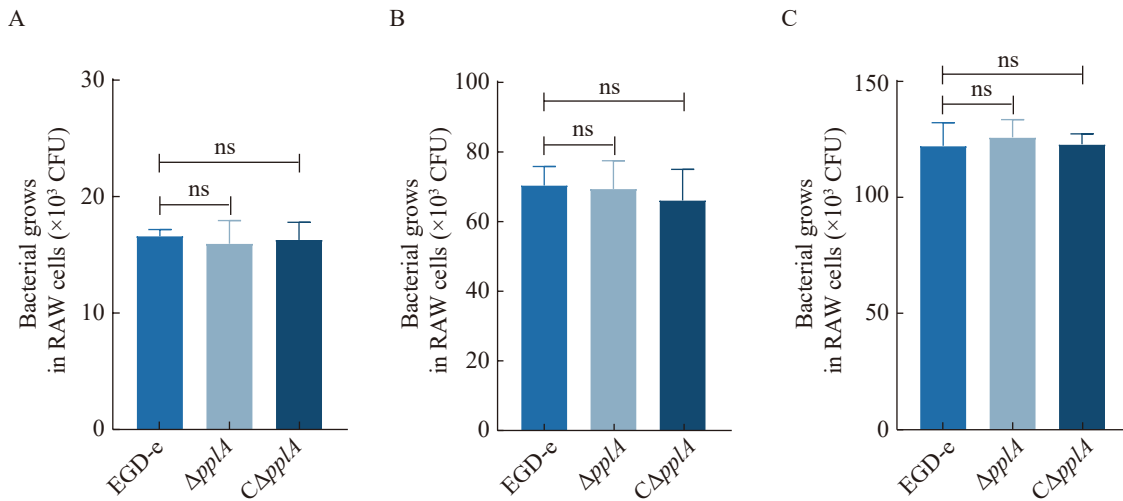 A
Bacterial grows
in RAW cells (×10³ CFU)
30
20
10
0
ns
ns
EGD-e
ΔpplA
CΔpplA
B
Bacterial grows
in RAW cells (×10³ CFU)
100
80
60
40
20
0
ns
ns
EGD-e
ΔpplA
CΔpplA
C
Bacterial grows
in RAW cells (×10³ CFU)
150
100
50
0
ns
ns
EGD-e
ΔpplA
CΔpplA